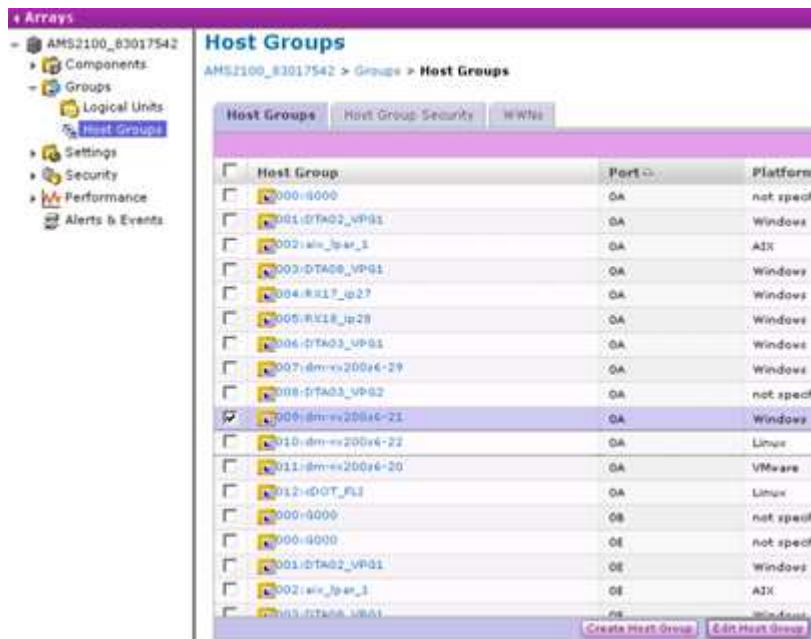 Arrays
AMS2100_83017542
Components
Groups
Logical Units
Host Groups
Settings
Security
Performance
Alerts & Events
Host Groups
AMS2100_83017542 > Groups > Host Groups
Host Groups Host Group Security WWNs
Host Group Port Platform
000:G000 0A not specif
001:DTA02_VPG1 0A Windows
002:aix_lpar_1 0A AIX
003:DTA08_VPG1 0A Windows
004:RX17_ip27 0A Windows
005:RX18_ip28 0A Windows
006:DTA03_VPG1 0A Windows
007:dm-rx200s6-29 0A Windows
008:DTA03_VPG2 0A not specif
009:dm-rx200s6-21 0A Windows
010:dm-rx200s6-22 0A Linux
011:dm-rx200s6-20 0A VMware
012:cDOT_FLI 0A Linux
000:G000 0B not specif
000:G000 0E not specif
001:DTA02_VPG1 0E Windows
002:aix_lpar_1 0E AIX
Create Host Group Edit Host Group